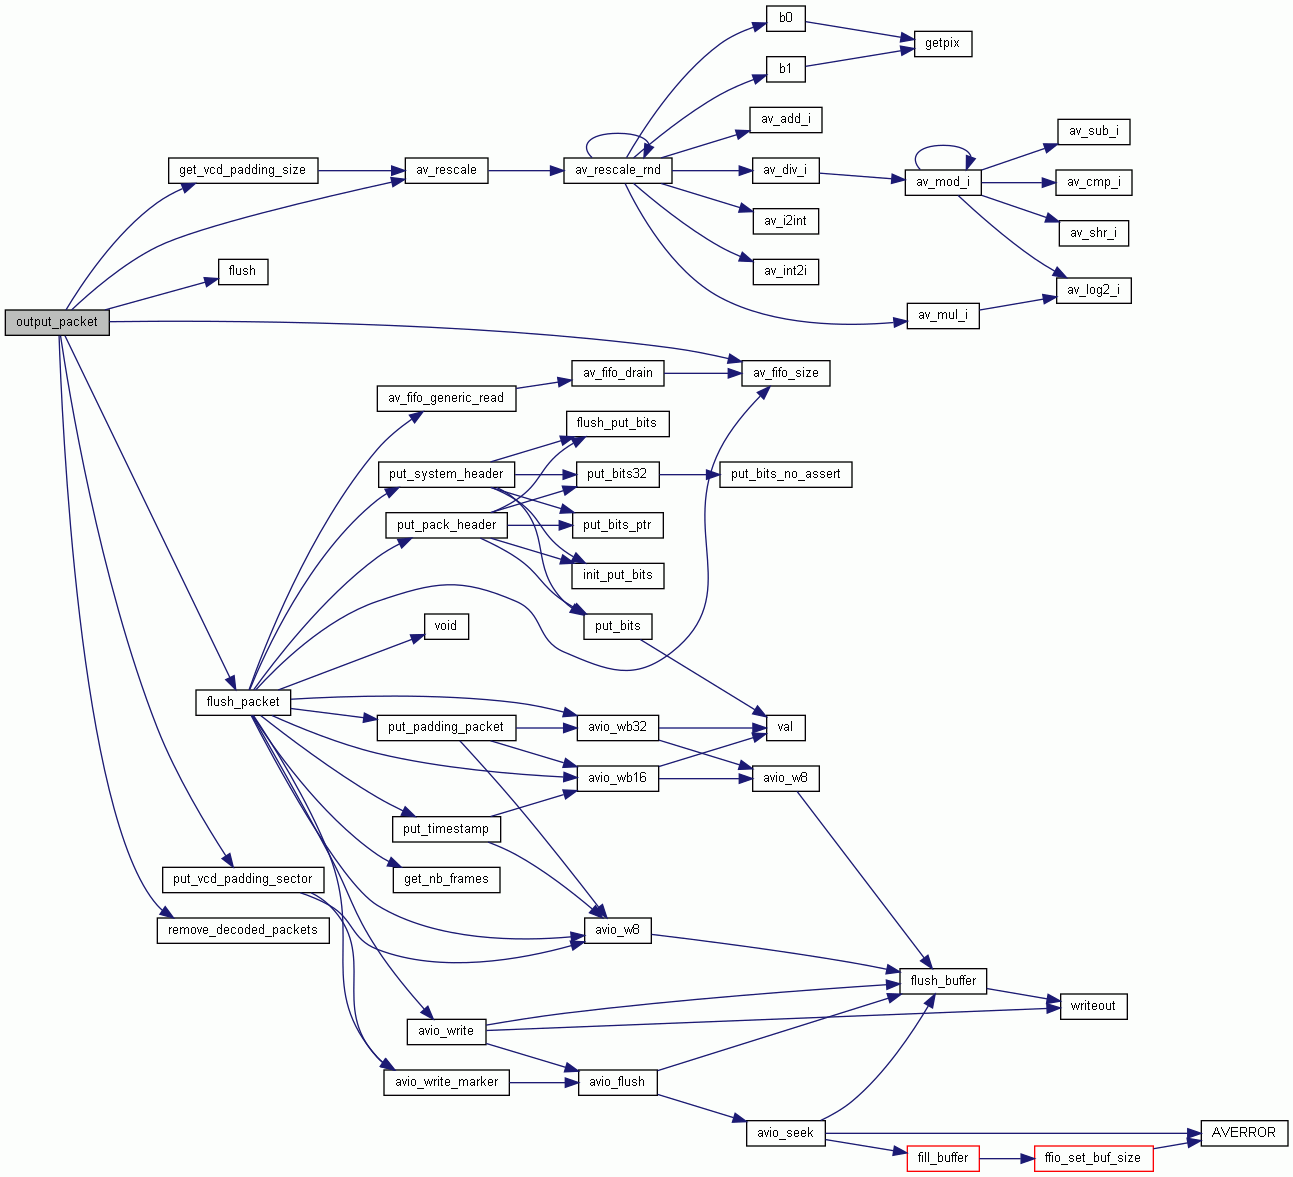 b0
getpix
b1
av_add_i
av_sub_i
get_vcd_padding_size
av_rescale
av_rescale_rnd
av_div_i
av_mod_i
av_cmp_i
av_i2int
av_shr_i
flush
av_int2i
av_log2_i
output_packet
av_mul_i
av_fifo_drain
av_fifo_size
av_fifo_generic_read
flush_put_bits
put_system_header
put_bits32
put_bits_no_assert
put_pack_header
put_bits_ptr
init_put_bits
void
put_bits
flush_packet
put_padding_packet
avio_wb32
val
avio_wb16
avio_w8
put_timestamp
put_vcd_padding_sector
get_nb_frames
remove_decoded_packets
avio_w8
flush_buffer
writeout
avio_write
avio_write_marker
avio_flush
avio_seek
AVERROR
fill_buffer
ffio_set_buf_size